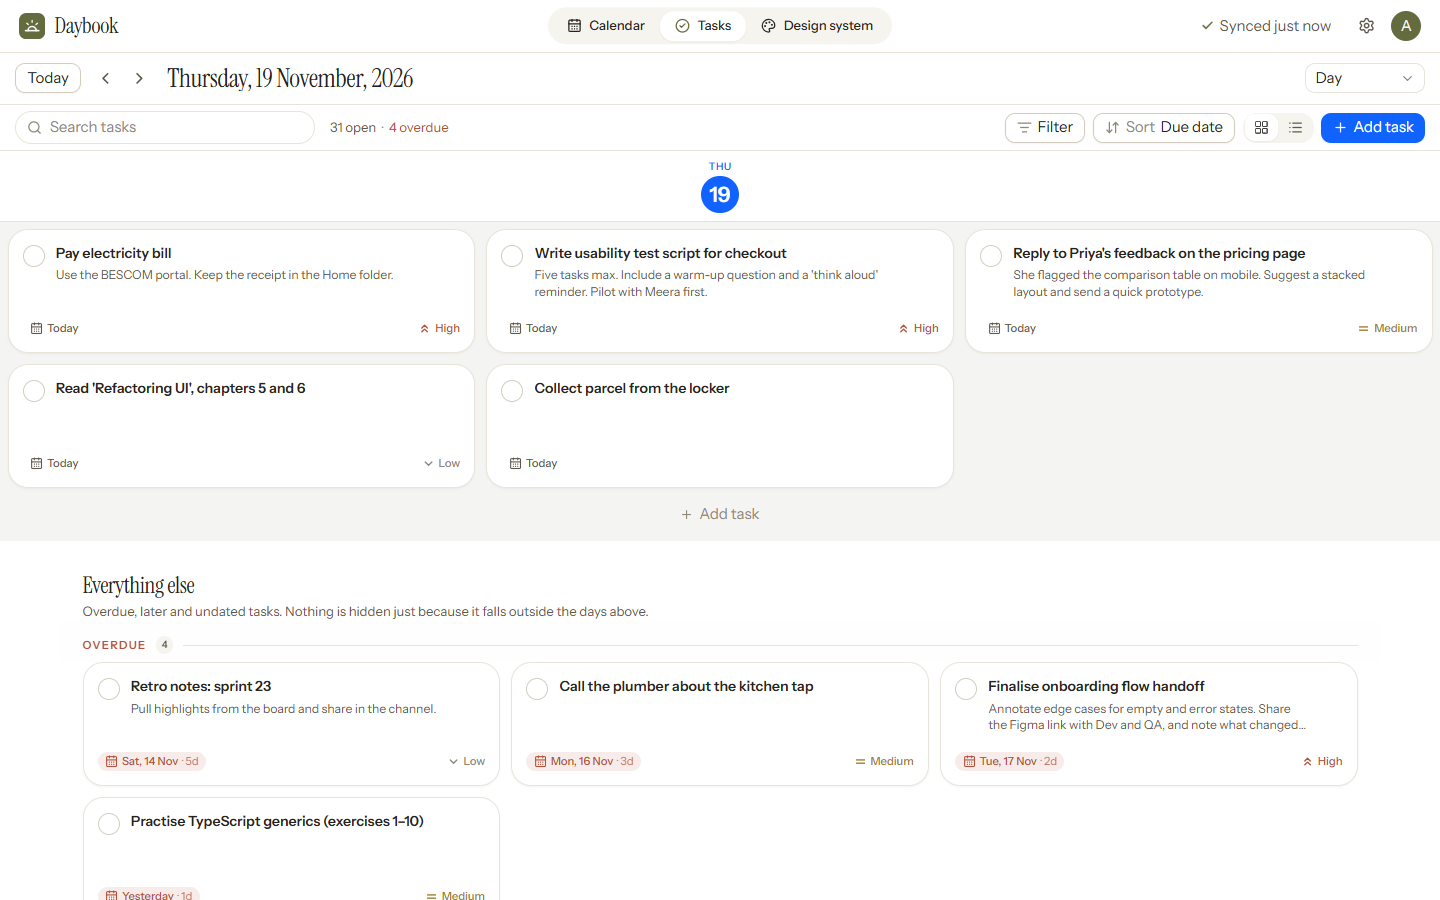 Daybook
Calendar
Tasks
Design system
Synced just now
A
Today
Thursday, 19 November, 2026
Day
Search tasks
31 open · 4 overdue
Filter
Sort Due date
Add task
THU
19
Pay electricity bill
Use the BESCOM portal. Keep the receipt in the Home folder.
Today
High
Write usability test script for checkout
Five tasks max. Include a warm-up question and a 'think aloud'
reminder. Pilot with Meera first.
Today
High
Reply to Priya's feedback on the pricing page
She flagged the comparison table on mobile. Suggest a stacked
layout and send a quick prototype.
Today
Medium
Read 'Refactoring UI', chapters 5 and 6
Today
Low
Collect parcel from the locker
Today
Add task
Everything else
Overdue, later and undated tasks. Nothing is hidden just because it falls outside the days above.
OVERDUE 4
Retro notes: sprint 23
Pull highlights from the board and share in the channel.
Sat, 14 Nov · 5d
Low
Call the plumber about the kitchen tap
Mon, 16 Nov · 3d
Medium
Finalise onboarding flow handoff
Annotate edge cases for empty and error states. Share
the Figma link with Dev and QA, and note what changed...
Tue, 17 Nov · 2d
High
Practise TypeScript generics (exercises 1–10)
Yesterday · 1d
Medium